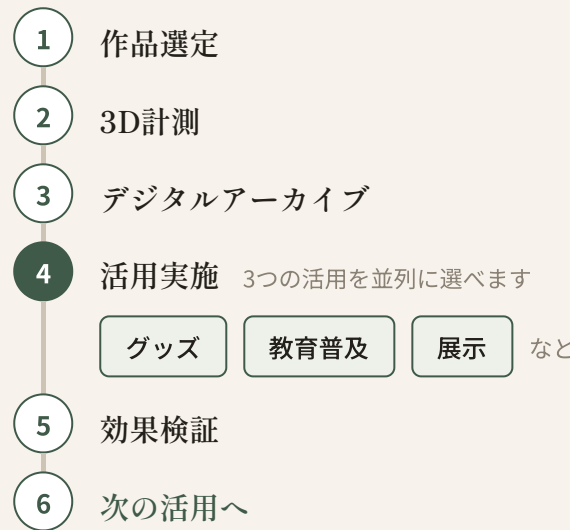 1 作品選定
2 3D計測
3 デジタルアーカイブ
4 活用実施 3つの活用を並列に選べます
グッズ 教育普及 展示 など
5 効果検証
6 次の活用へ